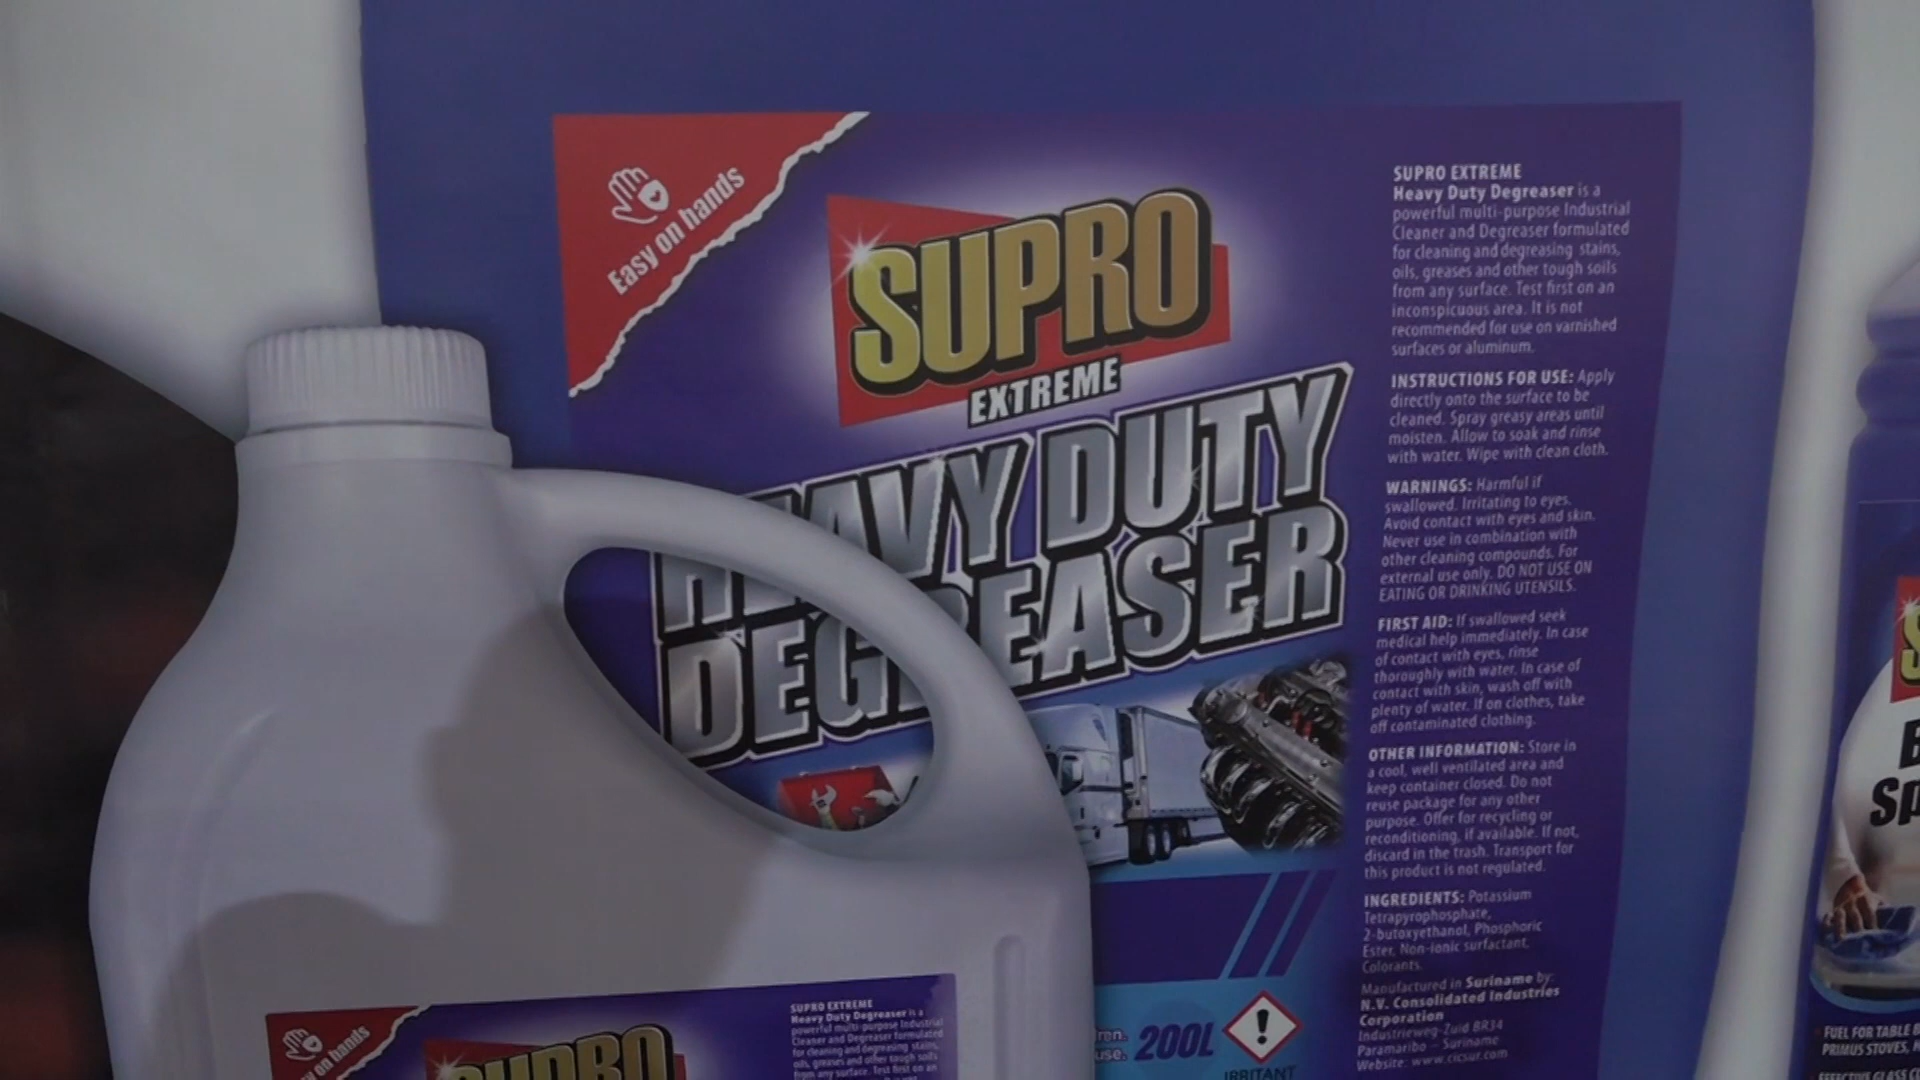 Easy on hands
SUPRO
EXTREME
HEAVY DUTY
DEGREASER
SUPRO EXTREME
Heavy Duty Degreaser is a
powerful multi-purpose Industrial
Cleaner and Degreaser formulated
for cleaning and degreasing stains,
oils, greases and other tough soils
from any surface. Test first on an
inconspicuous area. It is not
recommended for use on varnished
surfaces or aluminum.
INSTRUCTIONS FOR USE: Apply
directly onto the surface to be
cleaned. Spray greasy areas until
moisten. Allow to soak and rinse
with water. Wipe with clean cloth.
WARNINGS: Harmful if
swallowed. Irritating to eyes.
Avoid contact with eyes and skin.
Never use in combination with
other cleaning compounds. For
external use only. DO NOT USE ON
EATING OR DRINKING UTENSILS.
FIRST AID: If swallowed seek
medical help immediately. In case
of contact with eyes, rinse
thoroughly with water. In case of
contact with skin, wash off with
plenty of water. If on clothes, take
off contaminated clothing.
OTHER INFORMATION: Store in
a cool, well ventilated area and
keep container closed. Do not
reuse package for any other
purpose. Offer for recycling or
reconditioning, if available. If not,
discard in the trash. Transport for
this product is not regulated.
INGREDIENTS: Potassium
Tetrapyrophosphate,
2-butoxyethanol, Phosphoric
Ester, Non-ionic surfactant,
Colorants.
Manufactured in Suriname by:
N.V. Consolidated Industries
Corporation
Industrieweg-Zuid BR34
Paramaribo - Suriname
Website: www.cicsur.com
use.
200L
IRRITANT
on hands
SUPRO
SUPRO EXTREME
Heavy Duty Degreaser is a
powerful multi-purpose Industrial
Cleaner and Degreaser formulated
for cleaning and degreasing stains,
oils, greases and other tough soils
from any surface. Test first on an
FUEL FOR TABLE
PRIMUS STOVES,